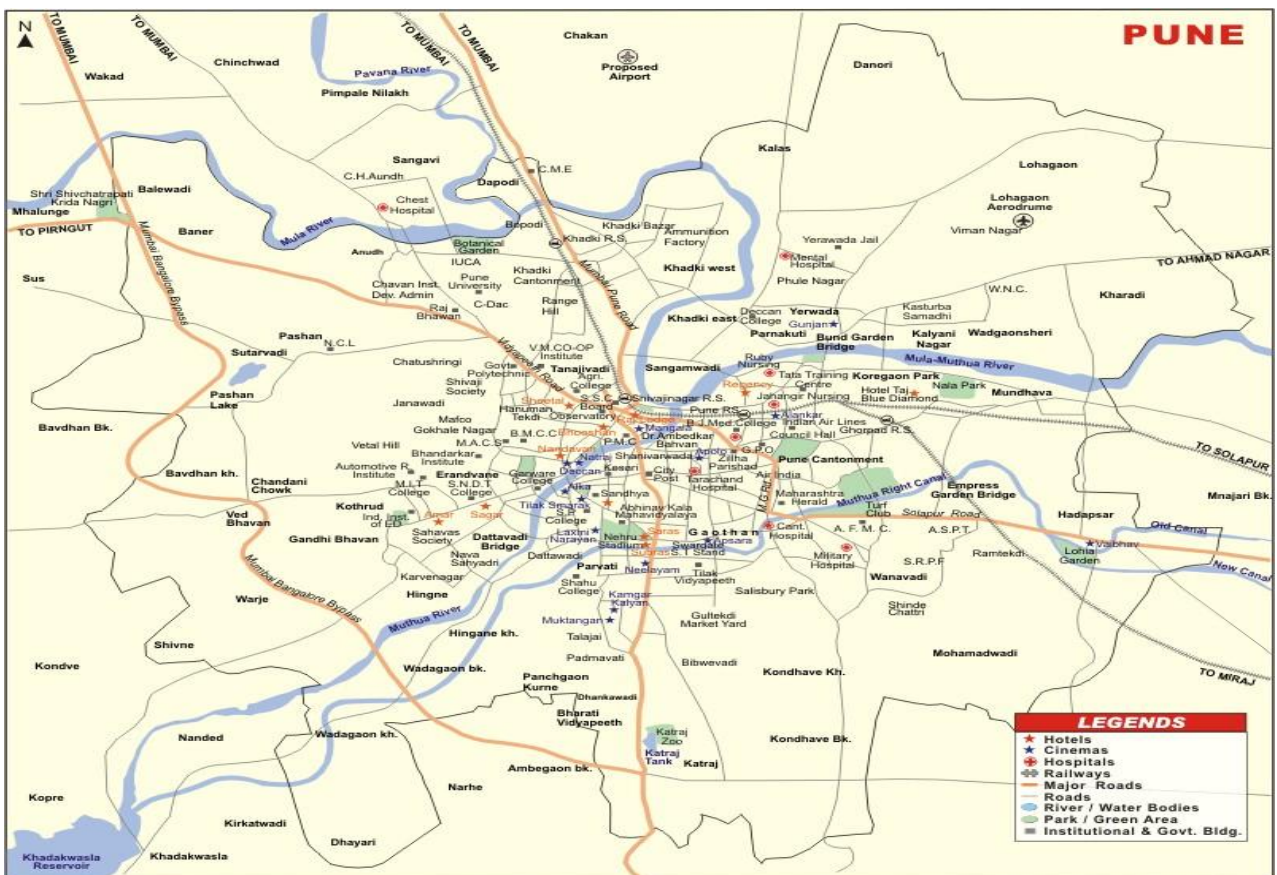 PUNE
N
TO MUMBAI
TO MUMBAI
TO MUMBAI
TO MUMBAI
Chakan
Proposed
Airport
Danori
Wakad
Chinchwad
Pavana River
Pimpale Nilakh
Kalas
Lohagaon
Sangavi
C.H.Aundh
Dapodi
C.M.E
Shri Shivchatrapati
Krida Nagri
Balewadi
Mhalunge
TO PIRNGUT
Baner
Chest
Hospital
Mula River
Bopodi
Khadki R.S.
Khadki Bazar
Ammunition
Factory
Lohagaon
Aerodrume
Viman Nagar
Yerawada Jail
Mental
Hospital
Phule Nagar
TO AHMAD NAGAR
Mumbai Bangalore Bypass
Anudh
Botanical
Garden
IUCA
Pune
University
C-Dac
Chavan Inst.
Dev. Admin
Raj
Bhawan
Khadki
Cantonment
Range
Hill
Mumbai Pune Road
Khadki west
Khadki east
Sus
W.N.C.
Kharadi
Deccan
College
Yerwada
Gunjan
Parnakuti
Bund Garden
Bridge
Kasturba
Samadhi
Kalyani
Nagar
Wadgaonsheri
Mula-Muthua River
Pashan
N.C.L
Sutarvadi
Pashan
Lake
Vidyapeeth Road
V.M.CO-OP
Institute
Chatushringi
Govt.
Polytechnic
Tanajivadi
Agri.
College
Shivaji
Society
Janawadi
Sangamwadi
Ruby
Nursing
Tata Training
Centre
Regancy
Jahangir Nursing
Koregaon Park
Hotel Taj
Blue Diamond
Nala Park
Mundhava
Sheetal
S.S.C.
Board
Shivajinagar R.S.
Hanuman
Tekdi
Observatory
Mafco
Gokhale Nagar
Bhooshan
Mangala
Pune RS
Alankar
B.J.Med.College
Indian Air Lines
Ghorpad R.S.
Bavdhan Bk.
Vetal Hill
B.M.C.C
M.A.C.S
P.M.C
Dr.Ambedkar
Bahvan
Council Hall
TO SOLAPUR
Bhandarkar
Institute
Nandavan
Natraj
Deccan
Shanivarwada
Apolo
Zillha
Parishad
G.P.O
Pune Cantonment
Bavdhan kh.
Automotive R.
Institute
Erandvane
Garware
College
Keseri
City
Post
Tarachand
Hospital
Air India
Muthua Right Canal
Empress
Garden Bridge
Mnajari Bk.
Chandani
Chowk
M.I.T
College
S.N.D.T.
College
Alka
Sandhya
Tilak Smarak
M.G Rd.
Maharashtra
Herald
Turf
Club
Solapur Road
Hadapsar
Kothrud
Ind. Inst.
of ED
Amar
Sagar
S.P.
College
Abhinay Kala
Mahavidyalaya
Ved
Bhavan
Sahavas
Society
Gaothan
Cant.
Hospital
A. F. M. C.
A.S.P.T.
Old Canal
Gandhi Bhavan
Dattavadi
Bridge
Laxini
Narayan
Nehru
Stadium
Saras
Swargate
S.T Stand
Apsara
Vaibhav
Lohia
Garden
Nava
Sahyadri
Dattawadi
Military
Hospital
Ramtekdi
S.R.P.F
New Canal
Karvenagar
Parvati
Neelayam
Tilak
Vidyapeeth
Wanavadi
Mumbai Bangalore Bypass
Hingne
Shahu
College
Kamgar
Kalyan
Salisbury Park
Shinde
Chattri
Warje
Muthua River
Muktangan
Gultekdi
Market Yard
Shivne
Hingane kh.
Talajai
Mohamadwadi
Kondve
Wadagaon bk.
Padmavati
Bibwevadi
Kondhave Kh.
TO MIRAJ
Panchgaon
Kurne
Dhankawadi
Bharati
Vidyapeeth
Nanded
Wadagaon kh.
Katraj
Zoo
Katraj
Tank
Katraj
Kondhave Bk.
Ambegaon bk.
Narhe
Kopre
Kirkatwadi
Dhayari
Khadakwasla
Reservoir
Khadakwasla
LEGENDS
Hotels
Cinemas
Hospitals
Railways
Major Roads
Roads
River / Water Bodies
Park / Green Area
Institutional & Govt. Bldg.